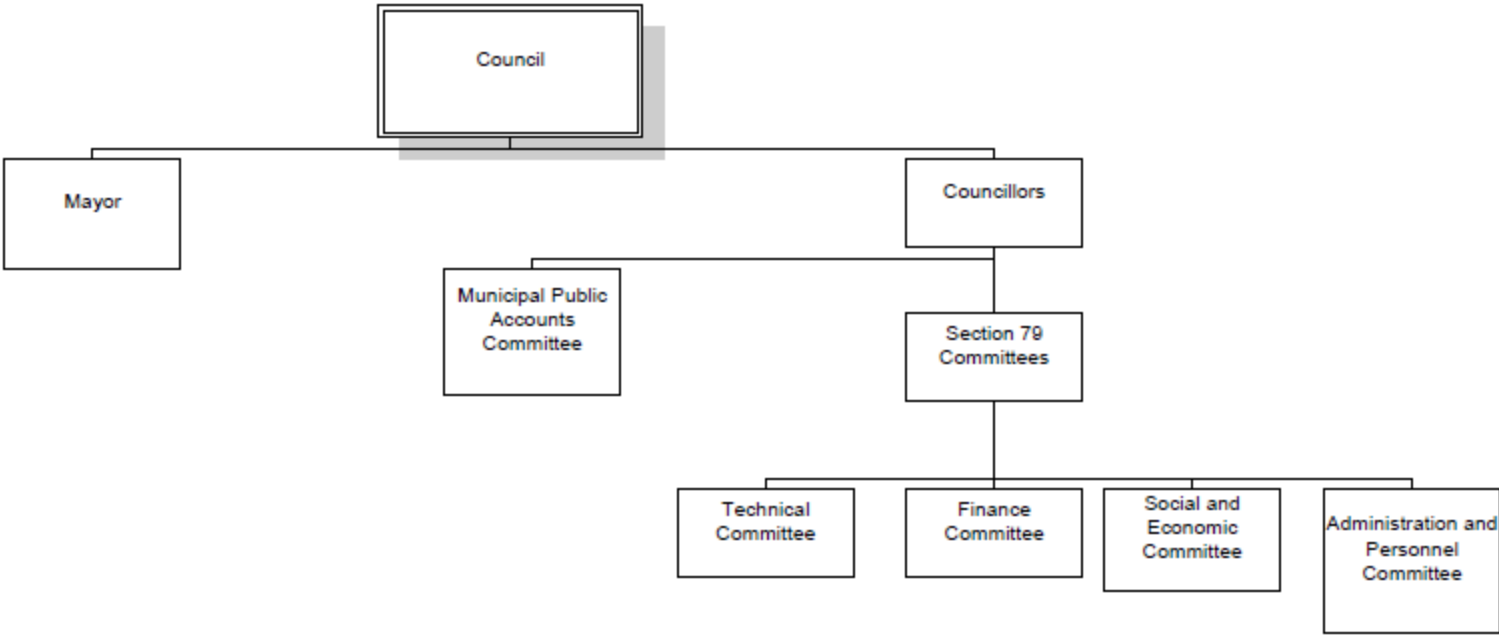 Council
Mayor
Councillors
Municipal Public
Accounts
Committee
Section 79
Committees
Technical
Committee
Finance
Committee
Social and
Economic
Committee
Administration and
Personnel
Committee